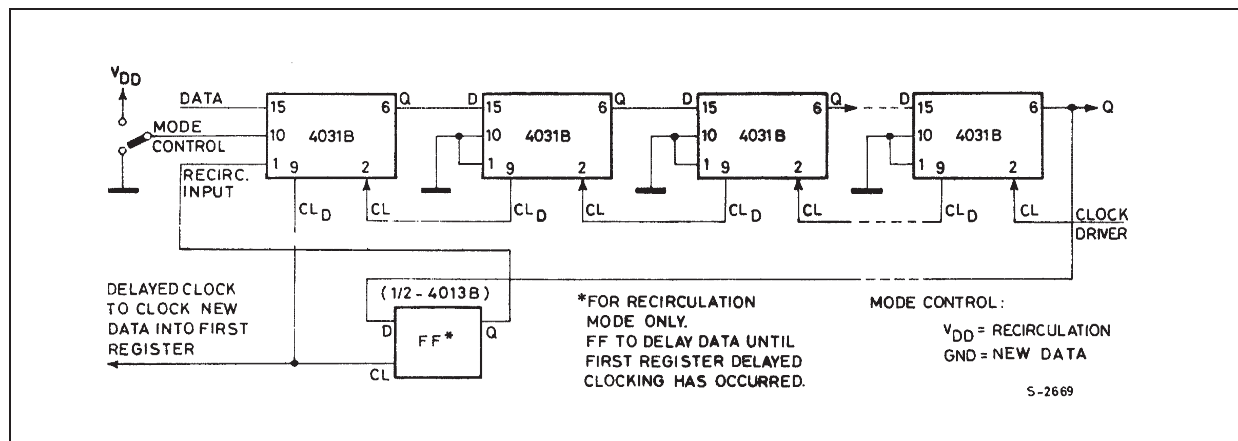 VDD
DATA
MODE
CONTROL
RECIRC.
INPUT
15
10
1
9
2
6
4031B
Q
D
15
10
1
9
2
6
4031B
Q
D
15
10
1
9
2
6
4031B
Q
D
15
10
1
9
2
6
4031B
Q
CLD
CL
CLD
CL
CLD
CL
CLD
CL
CLOCK
DRIVER
DELAYED CLOCK
TO CLOCK NEW
DATA INTO FIRST
REGISTER
(1/2-4013B)
D
Q
FF*
CL
*FOR RECIRCULATION
MODE ONLY.
FF TO DELAY DATA UNTIL
FIRST REGISTER DELAYED
CLOCKING HAS OCCURRED.
MODE CONTROL:
VDD= RECIRCULATION
GND= NEW DATA
S-2669